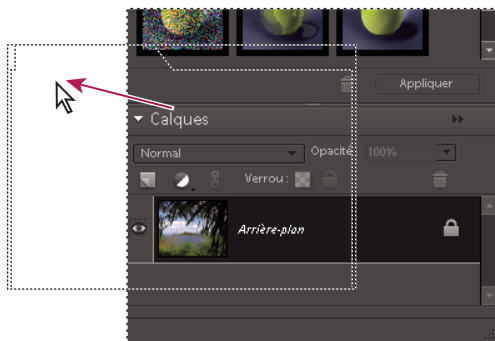 Appliquer
Calques
Normal Opacité 100%
Verrou :
Arrière-plan